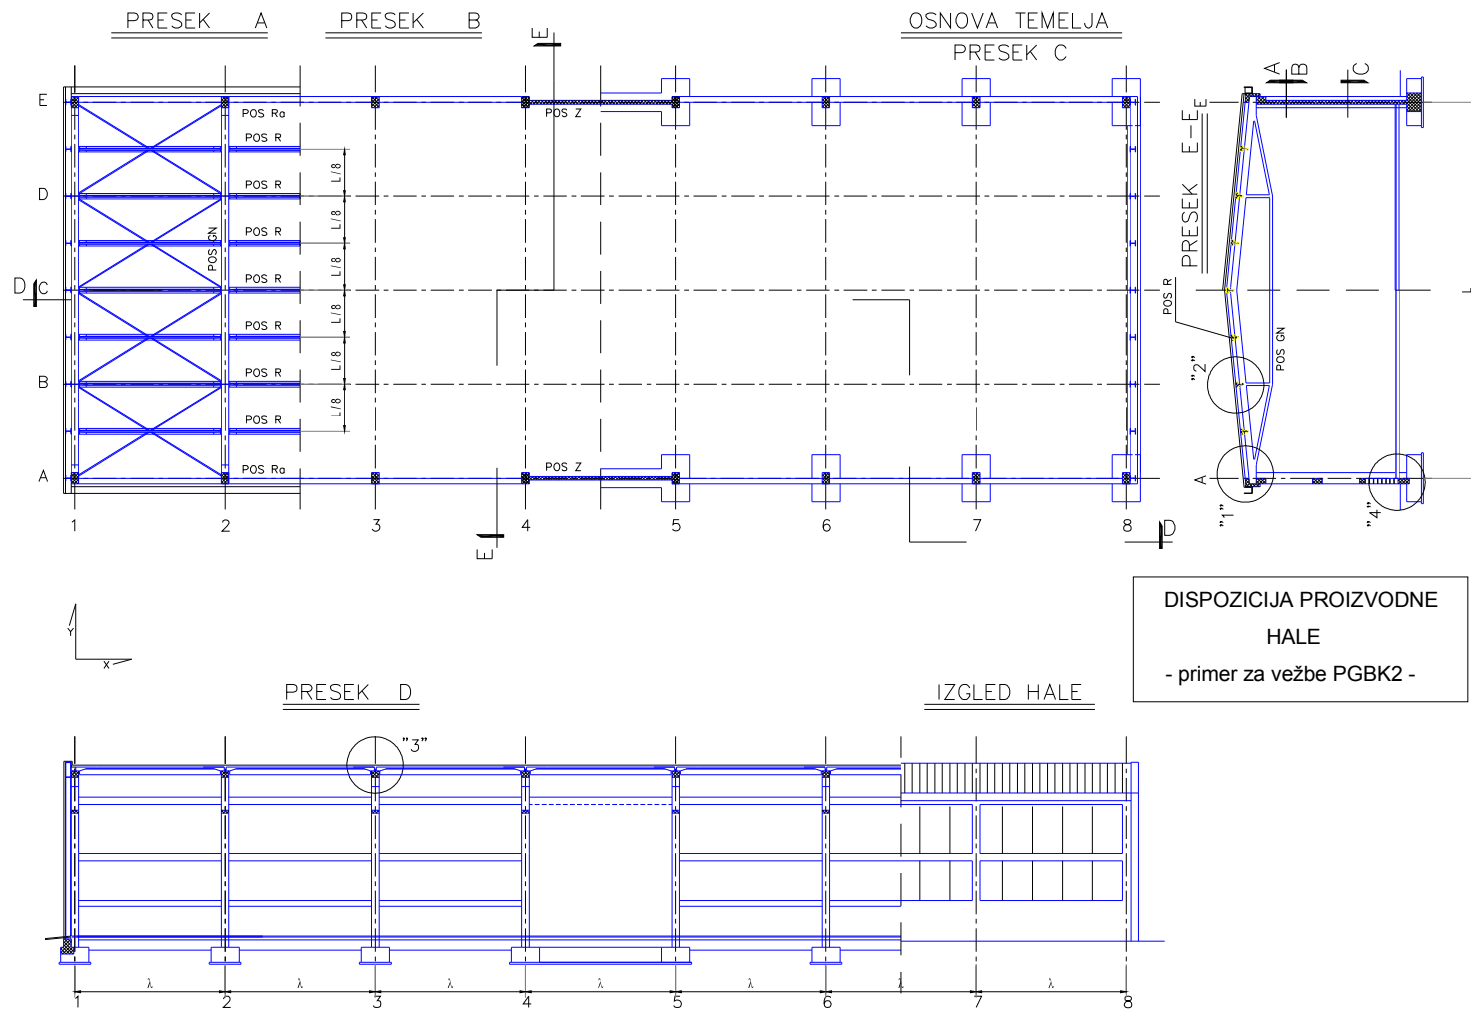 PRESEK A
PRESEK B
OSNOVA TEMELJA
PRESEK C
E
E
POS Ra
POS Z
POS R
L/8
D
POS R
POS GN
POS R
L/8
D
C
POS R
L/8
POS R
L/8
B
POS R
L/8
POS R
L/8
A
POS Ra
POS Z
1
2
3
4
5
6
7
8
D
E
A
B
C
E
PRESEK E-E
POS R
POS GN
L
"2"
A
"1"
"4"
DISPOZICIJA PROIZVODNE
HALE
- primer za vežbe PGBK2 -
Y
X
PRESEK D
IZGLED HALE
"3"
λ
λ
λ
λ
λ
λ
λ
1
2
3
4
5
6
7
8